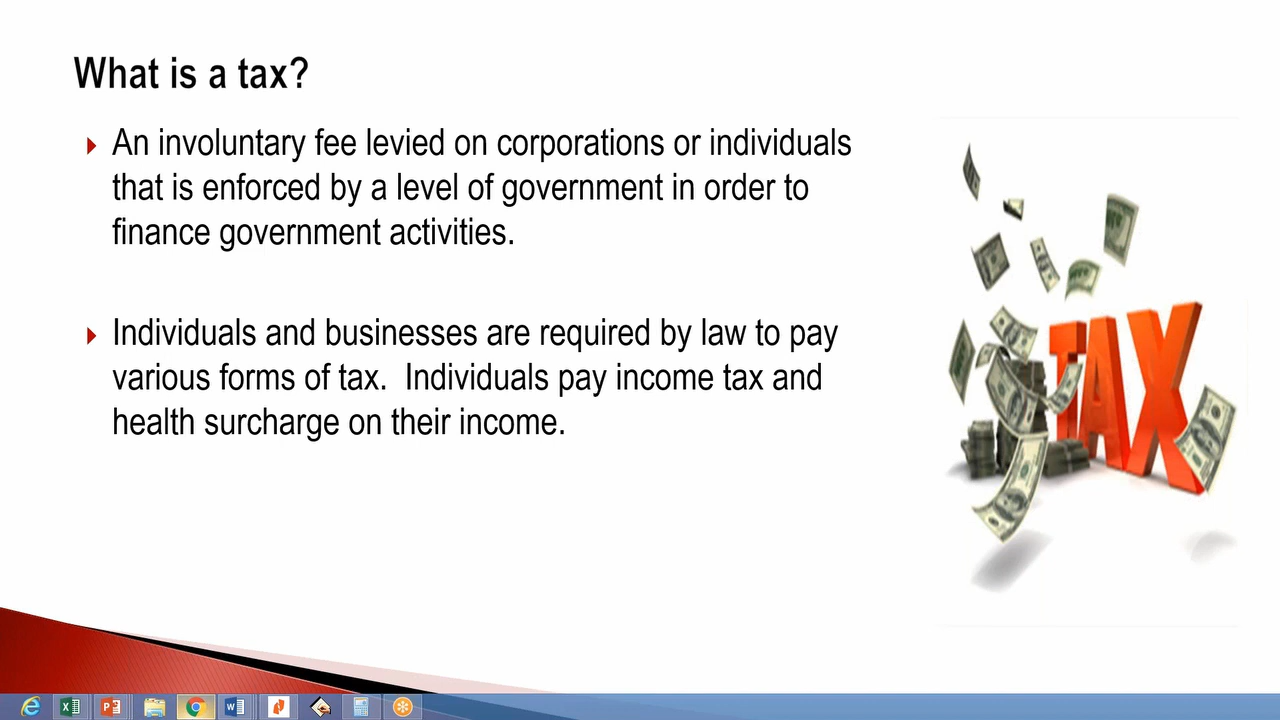 What is a tax?
An involuntary fee levied on corporations or individuals
that is enforced by a level of government in order to
finance government activities.
Individuals and businesses are required by law to pay
various forms of tax.  Individuals pay income tax and
health surcharge on their income.
TAX